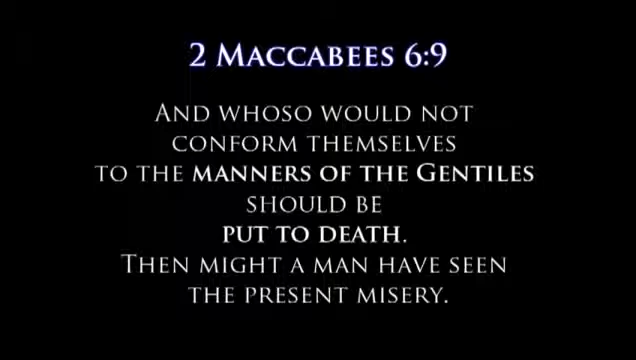 2 Maccabees 6:9
And whoso would not
conform themselves
to the manners of the Gentiles
should be
put to death.
Then might a man have seen
the present misery.